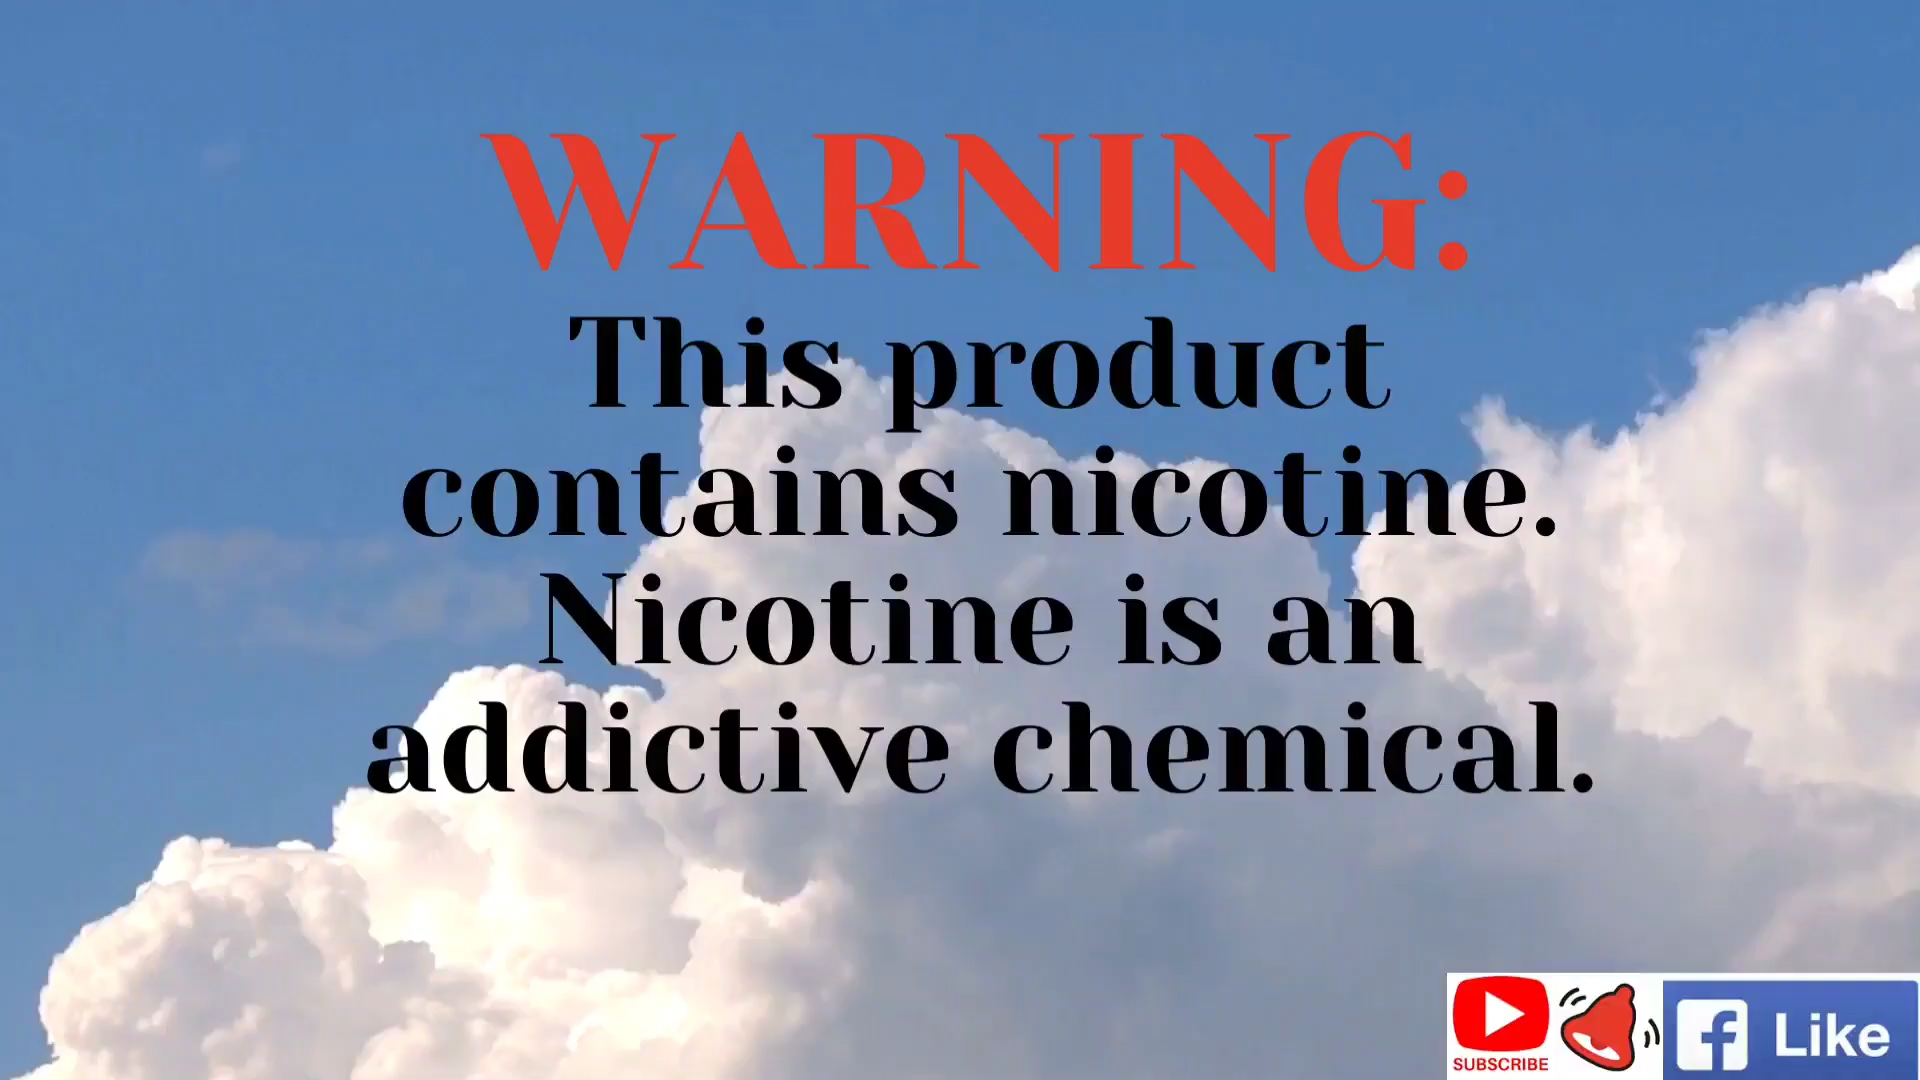 WARNING:
This product
contains nicotine.
Nicotine is an
addictive chemical.
SUBSCRIBE
f Like